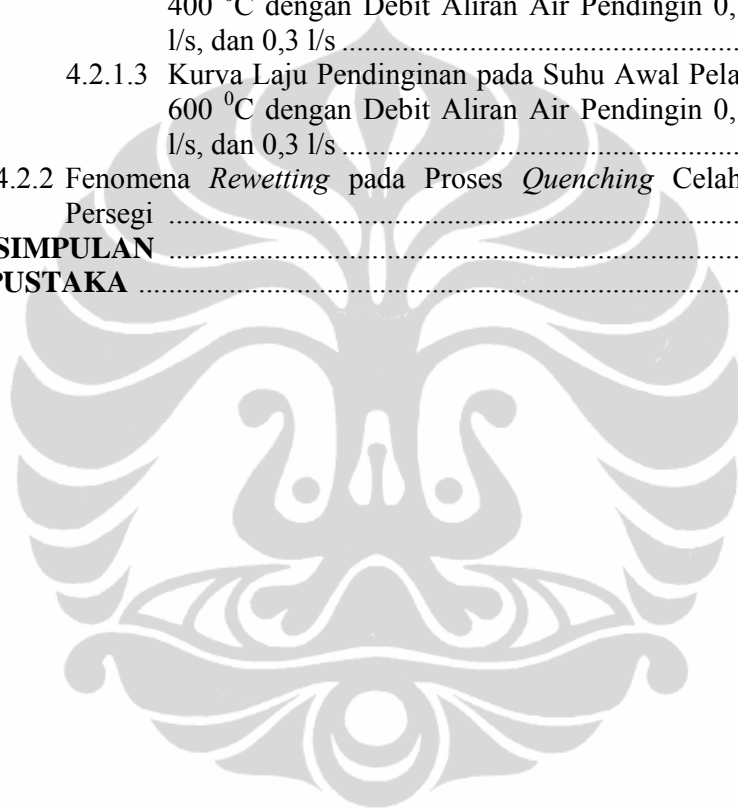 400 ⁰C dengan Debit Aliran Air Pendingin 0,
l/s, dan 0,3 l/s ....................................................
4.2.1.3 Kurva Laju Pendinginan pada Suhu Awal Pela
600 ⁰C dengan Debit Aliran Air Pendingin 0,
l/s, dan 0,3 l/s ....................................................
4.2.2 Fenomena Rewetting pada Proses Quenching Celah
Persegi ....................................................................................
SIMPULAN ....................................................................................
PUSTAKA ........................................................................................